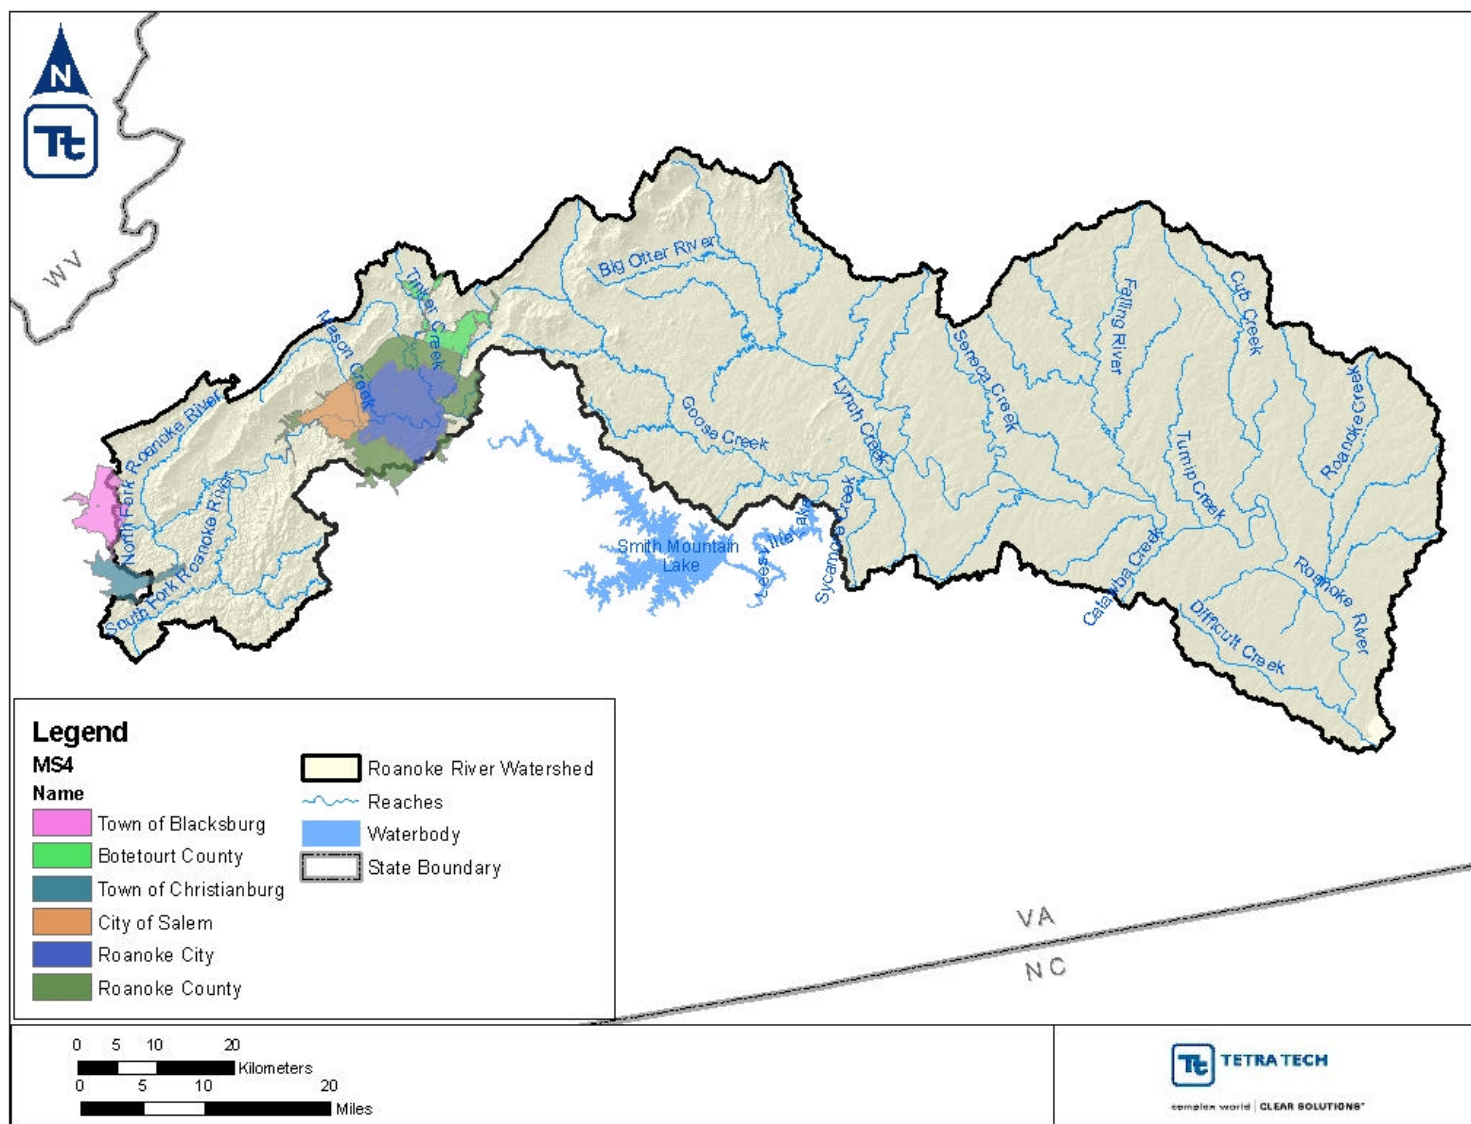 N
Tt
WV
Big Otter River
Tinker Creek
Mason Creek
Falling River
Cub Creek
Seneca Creek
Lynch Creek
Goose Creek
Roanoke Creek
Turnip Creek
North Fork Roanoke River
South Fork Roanoke River
Smith Mountain
Lake
Leesville Lake
Sycamore Creek
Catawba Creek
Roanoke River
Difficult Creek
VA
NC
Legend
MS4
Name
Town of Blacksburg
Botetourt County
Town of Christianburg
City of Salem
Roanoke City
Roanoke County
Roanoke River Watershed
Reaches
Waterbody
State Boundary
0 5 10 20
Kilometers
0 5 10 20
Miles
Tt TETRA TECH
complex world | CLEAR SOLUTIONS™